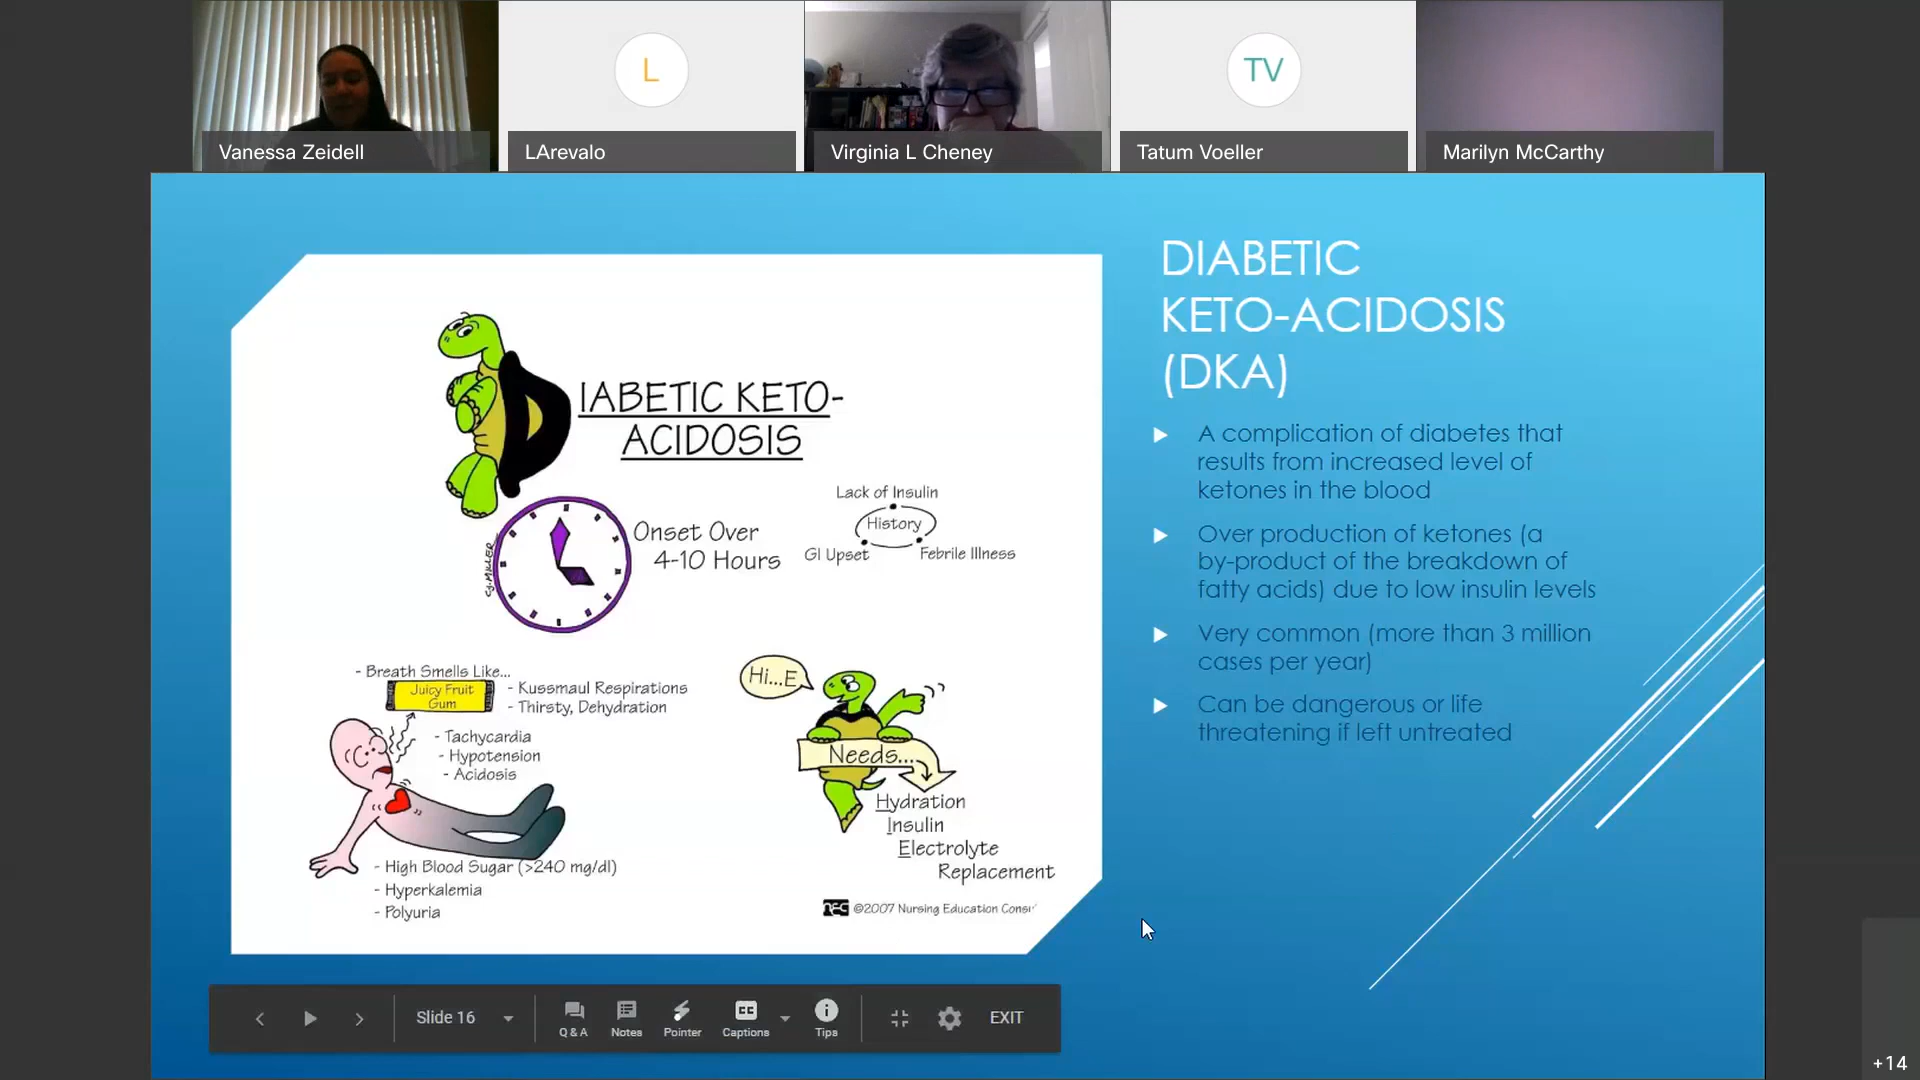 L
TV
Vanessa Zeidell
LArevalo
Virginia L Cheney
Tatum Voeller
Marilyn McCarthy
DIABETIC
KETO-ACIDOSIS
(DKA)
A complication of diabetes that
results from increased level of
ketones in the blood
Over production of ketones (a
by-product of the breakdown of
fatty acids) due to low insulin levels
Very common (more than 3 million
cases per year)
Can be dangerous or life
threatening if left untreated
DIABETIC KETO-
ACIDOSIS
Onset Over
4-10 Hours
Lack of Insulin
History
GI Upset
Febrile Illness
C.J. MILLER
- Breath Smells Like...
Juicy Fruit
Gum
- Kussmaul Respirations
- Thirsty, Dehydration
- Tachycardia
- Hypotension
- Acidosis
- High Blood Sugar (>240 mg/dl)
- Hyperkalemia
- Polyuria
Hi...E
Needs...
Hydration
Insulin
Electrolyte
Replacement
nec ©2007 Nursing Education
Slide 16
Q & A
Notes
Pointer
CC
Captions
Tips
EXIT
+14